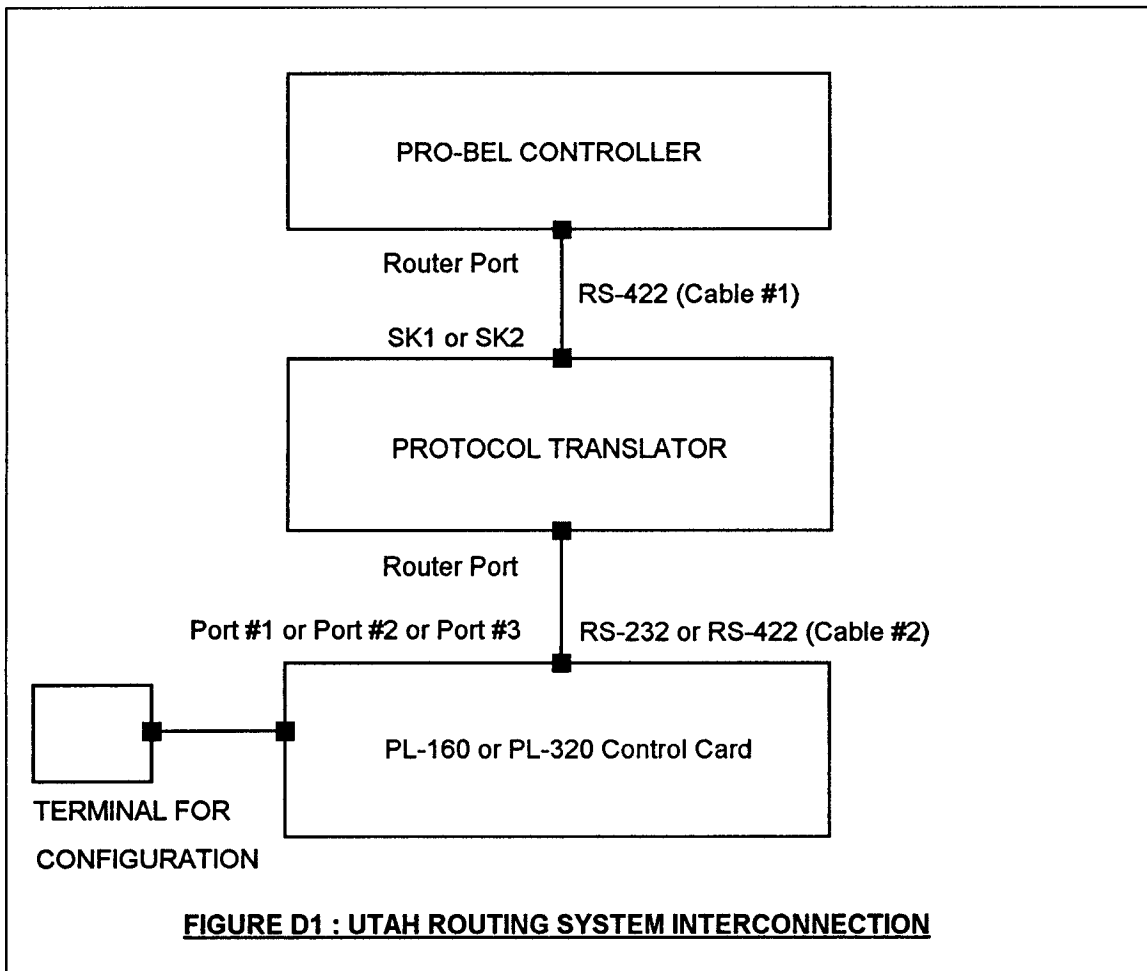 PRO-BEL CONTROLLER
Router Port
RS-422 (Cable #1)
SK1 or SK2
PROTOCOL TRANSLATOR
Router Port
Port #1 or Port #2 or Port #3
RS-232 or RS-422 (Cable #2)
PL-160 or PL-320 Control Card
TERMINAL FOR
CONFIGURATION
FIGURE D1 : UTAH ROUTING SYSTEM INTERCONNECTION